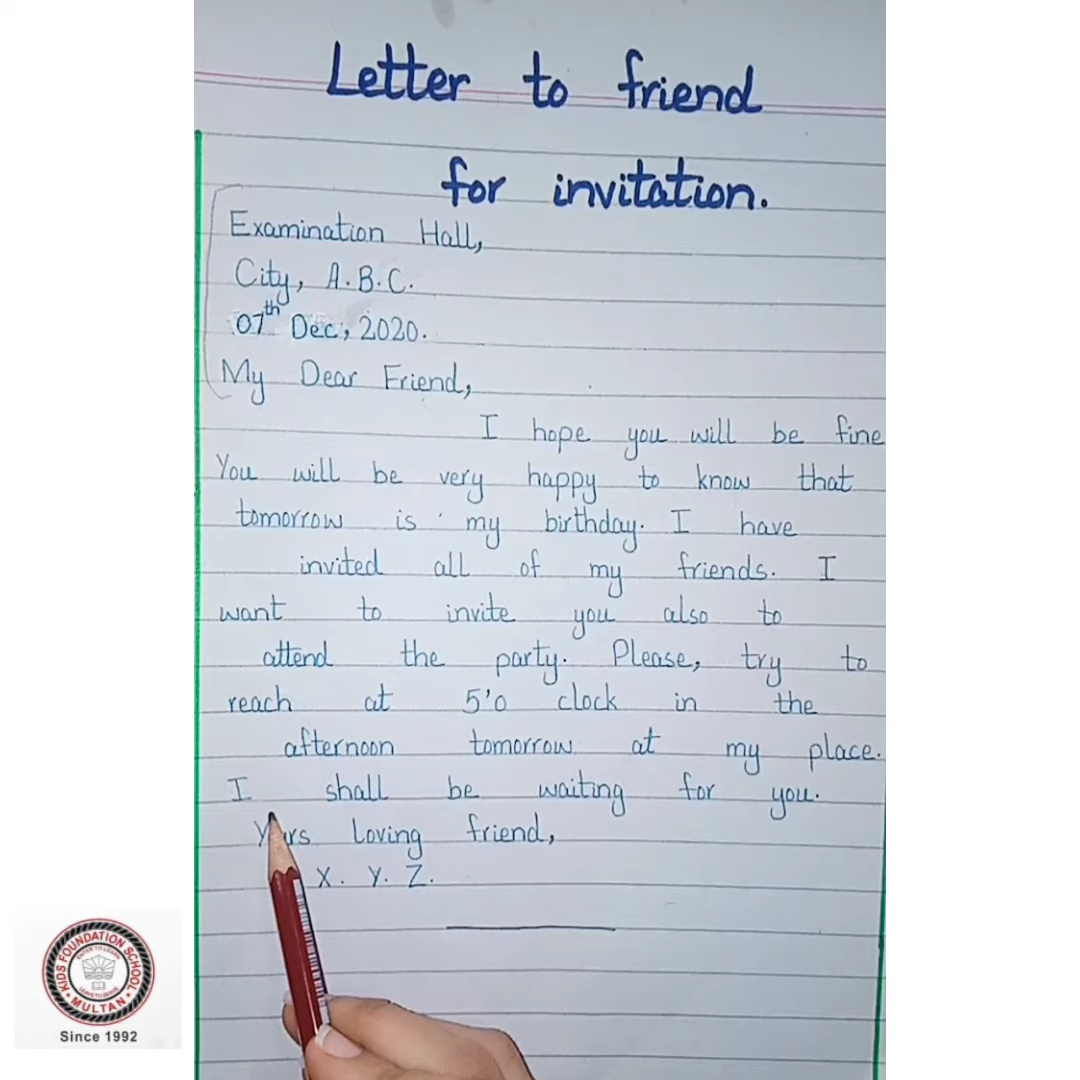 Letter to friend
for invitation.
Examination Hall,
City, A.B.C.
07th Dec, 2020.
My Dear Friend,
I hope you will be fine
You will be very happy to know that
tomorrow is my birthday. I have
invited all of my friends. I
want to invite you also to
attend the party. Please, try to
reach at 5'o clock in the
afternoon tomorrow at my place.
I shall be waiting for you.
loving friend,
X. Y. Z.
KIDS FOUNDATION SCHOOL
ENTER TO LEARN
MULTAN
Since 1992